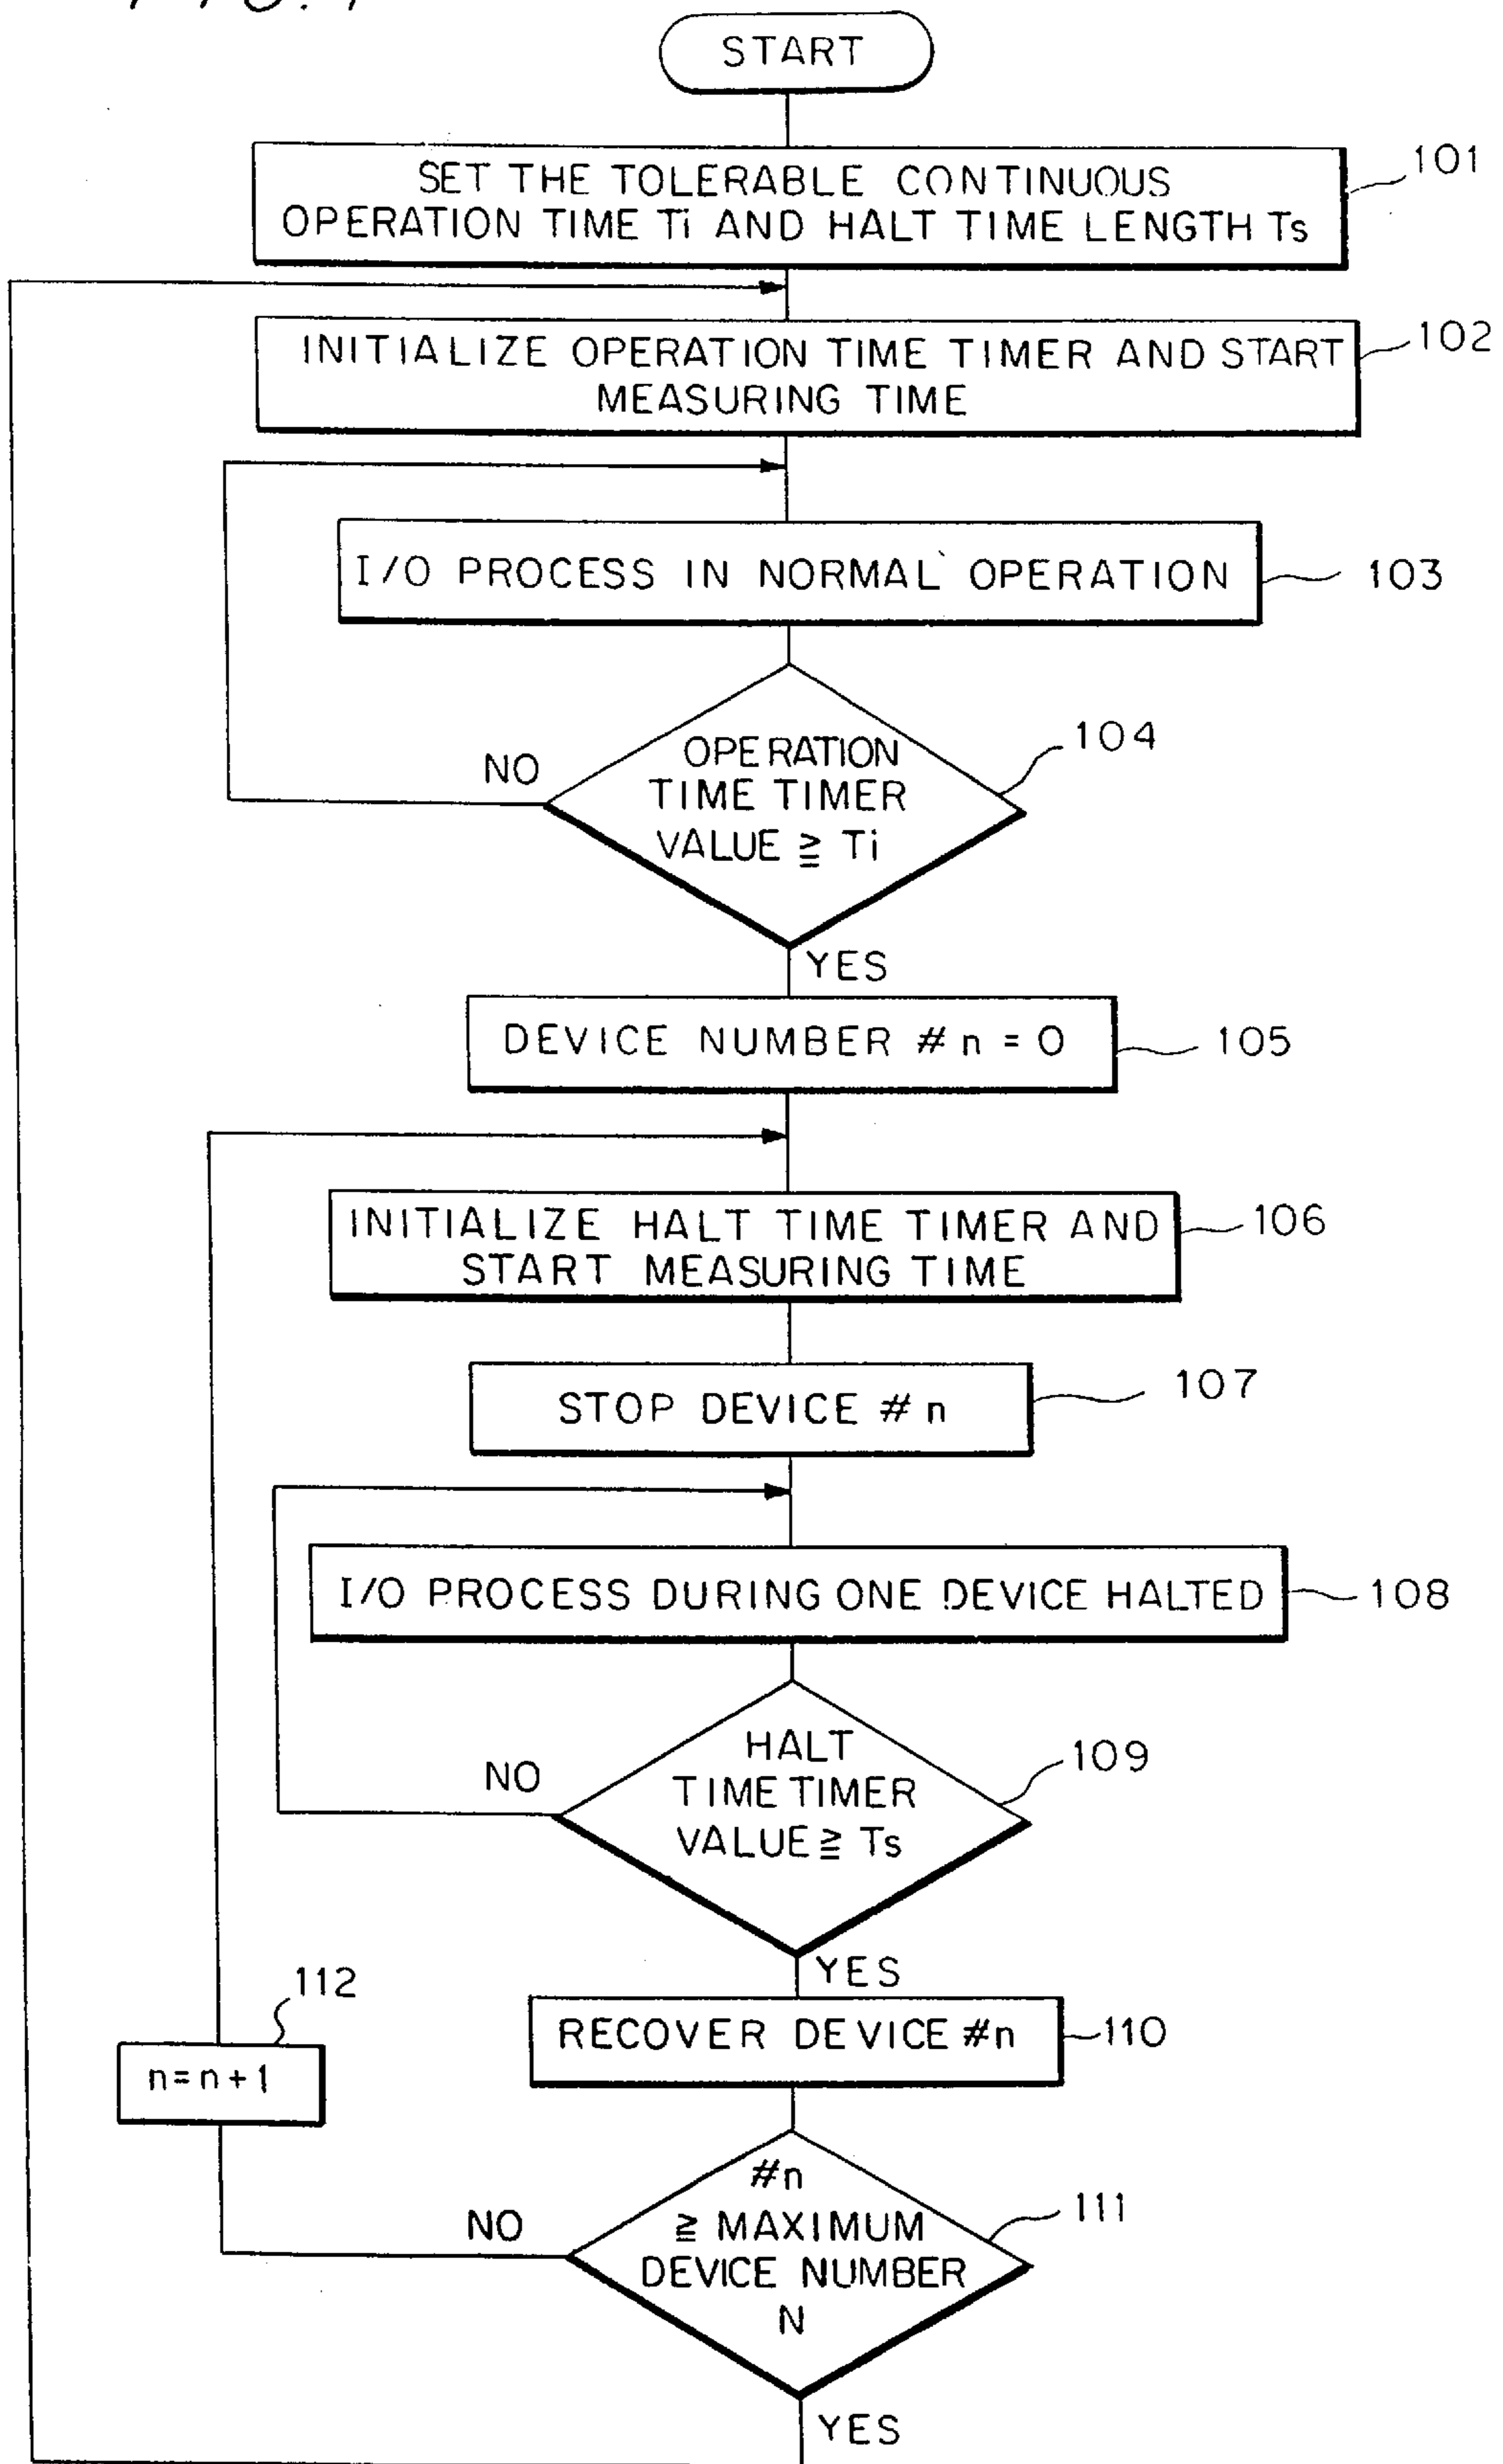 START
SET THE TOLERABLE CONTINUOUS
OPERATION TIME Ti AND HALT TIME LENGTH Ts
101
INITIALIZE OPERATION TIME TIMER AND START
MEASURING TIME
102
I/O PROCESS IN NORMAL OPERATION
103
OPERATION
TIME TIMER
VALUE ≧ Ti
104
NO
YES
DEVICE NUMBER # n = 0
105
INITIALIZE HALT TIME TIMER AND
START MEASURING TIME
106
STOP DEVICE # n
107
I/O PROCESS DURING ONE DEVICE HALTED
108
HALT
TIME TIMER
VALUE ≧ Ts
109
NO
YES
112
n=n+1
RECOVER DEVICE #n
110
#n
≧ MAXIMUM
DEVICE NUMBER
N
111
NO
YES